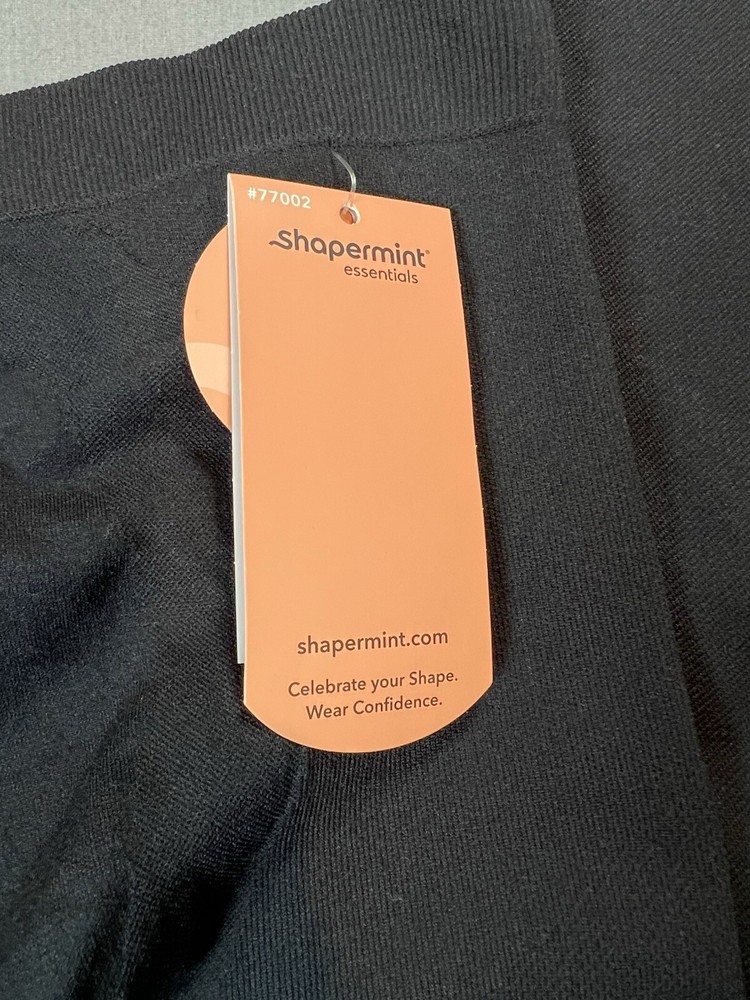 #77002
Shapermint®
essentials
shapermint.com
Celebrate your Shape.
Wear Confidence.